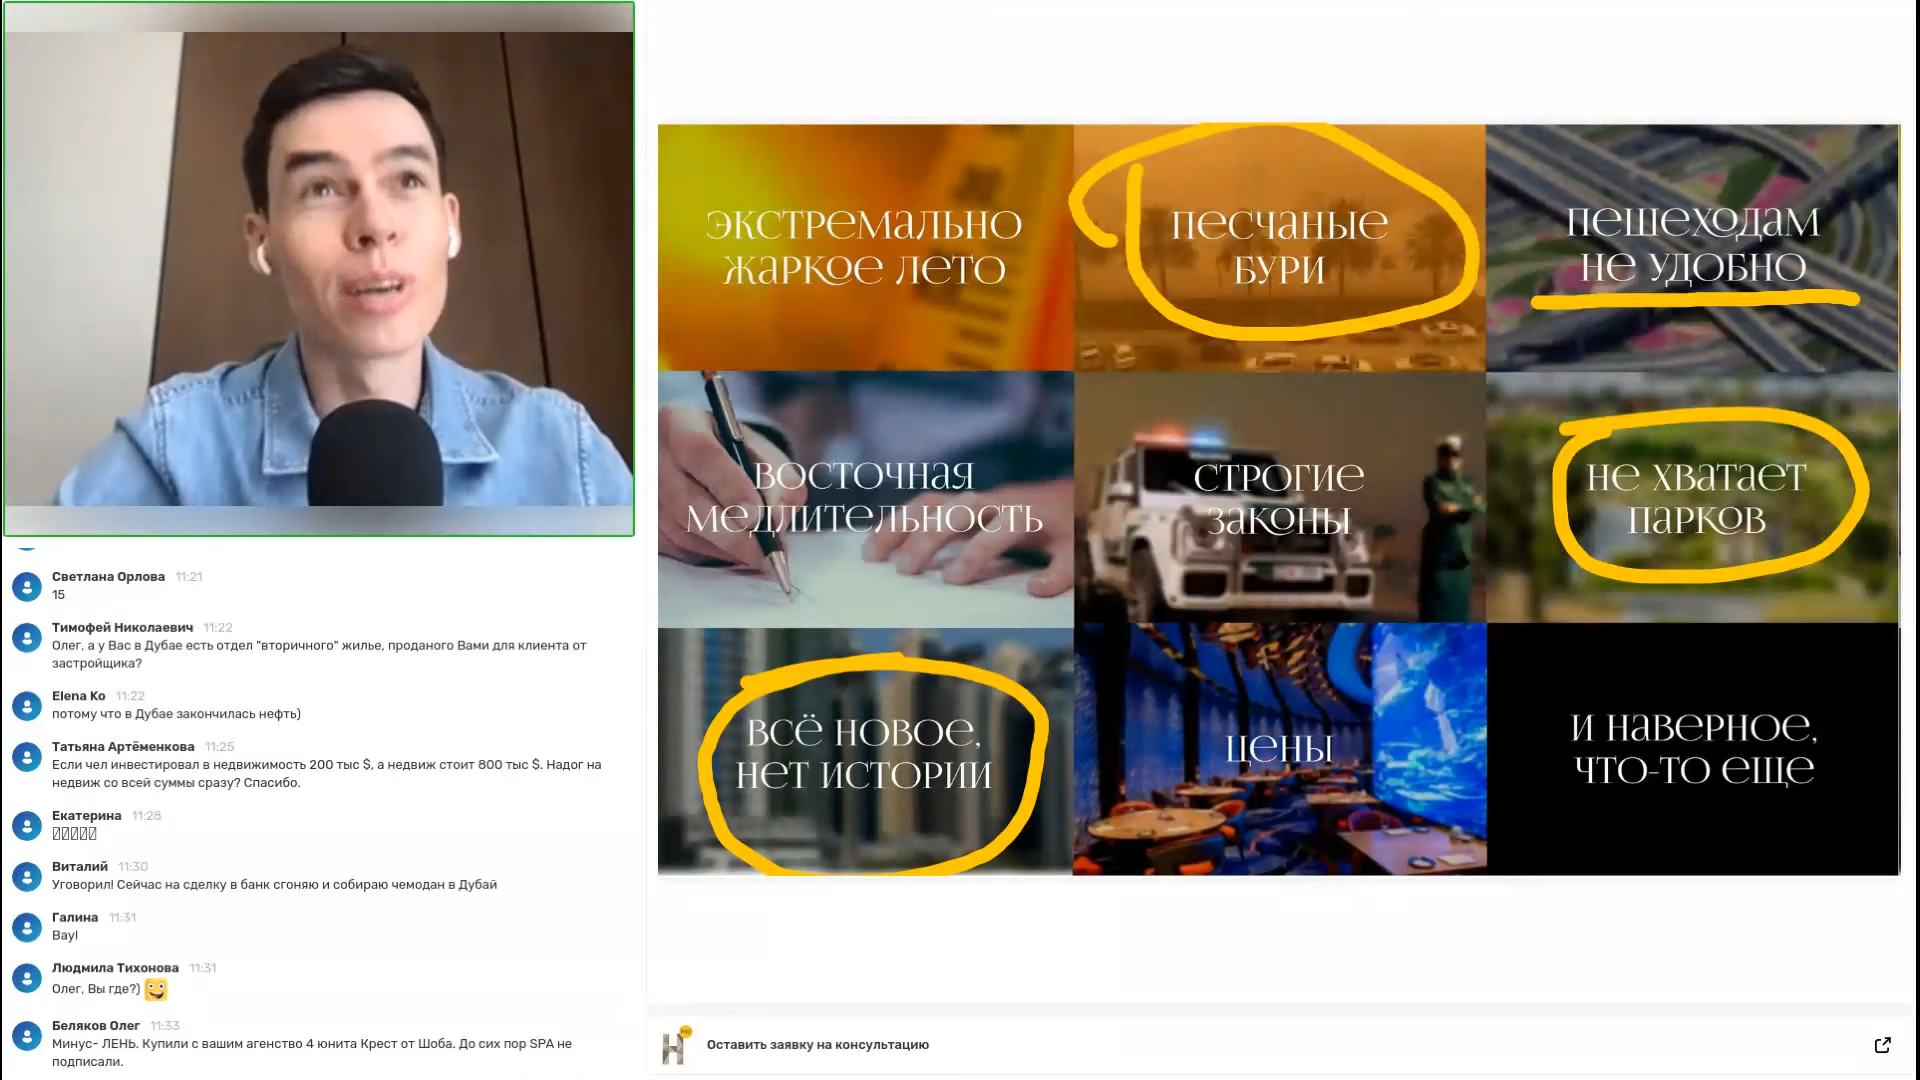 Светлана Орлова 11:21
15
Тимофей Николаевич 11:22
Олег, а у Вас в Дубае есть отдел "вторичного" жилье, проданого Вами для клиента от
застройщика?
Elena Ko 11:22
потому что в Дубае закончилась нефть)
Татьяна Артёменкова 11:25
Если чел инвестировал в недвижимость 200 тыс $, а недвиж стоит 800 тыс $. Надог на
недвиж со всей суммы сразу? Спасибо.
Екатерина 11:28
Виталий 11:30
Уговорил! Сейчас на сделку в банк сгоняю и собираю чемодан в Дубай
Галина 11:31
Вау!
Людмила Тихонова 11:31
Олег, Вы где?)
Беляков Олег 11:33
Минус- ЛЕНЬ. Купили с вашим агенство 4 юнита Крест от Шоба. До сих пор SPA не
подписали.
ЭКСТРЕМАЛЬНО
ЖАРКОЕ ЛЕТО
ПЕСЧАНЫЕ
БУРИ
ПЕШЕХОДАМ
НЕ УДОБНО
ВОСТОЧНАЯ
МЕДЛИТЕЛЬНОСТЬ
СТРОГИЕ
ЗАКОНЫ
НЕ ХВАТАЕТ
ПАРКОВ
ВСЁ НОВОЕ,
НЕТ ИСТОРИИ
ЦЕНЫ
И НАВЕРНОЕ,
ЧТО-ТО ЕЩЕ
H PRO
Оставить заявку на консультацию